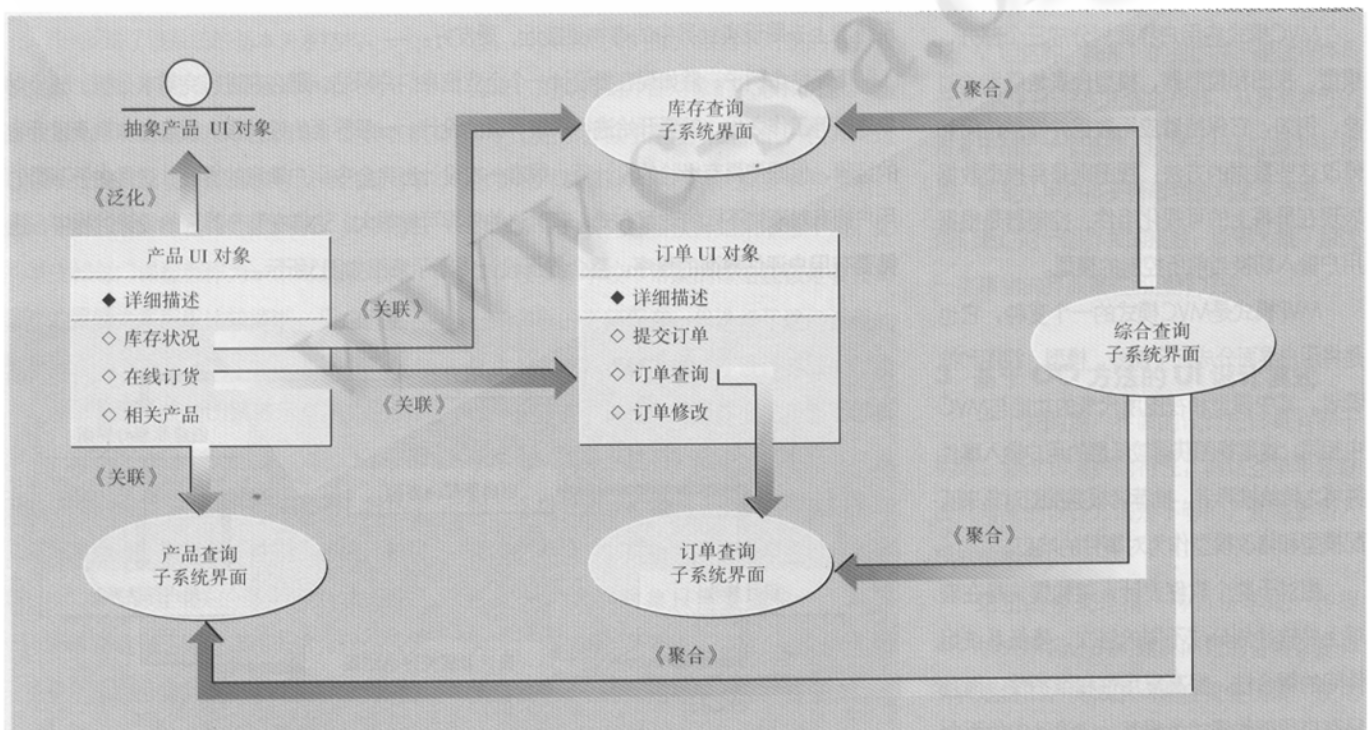 抽象产品 UI对象
《泛化》
产品 UI 对象
◆ 详细描述
◇ 库存状况
◇ 在线订货
◇ 相关产品
《关联》
产品查询
子系统界面
《关联》
《关联》
库存查询
子系统界面
订单 UI 对象
◆ 详细描述
◇ 提交订单
◇ 订单查询
◇ 订单修改
订单查询
子系统界面
《聚合》
综合查询
子系统界面
《聚合》
《聚合》